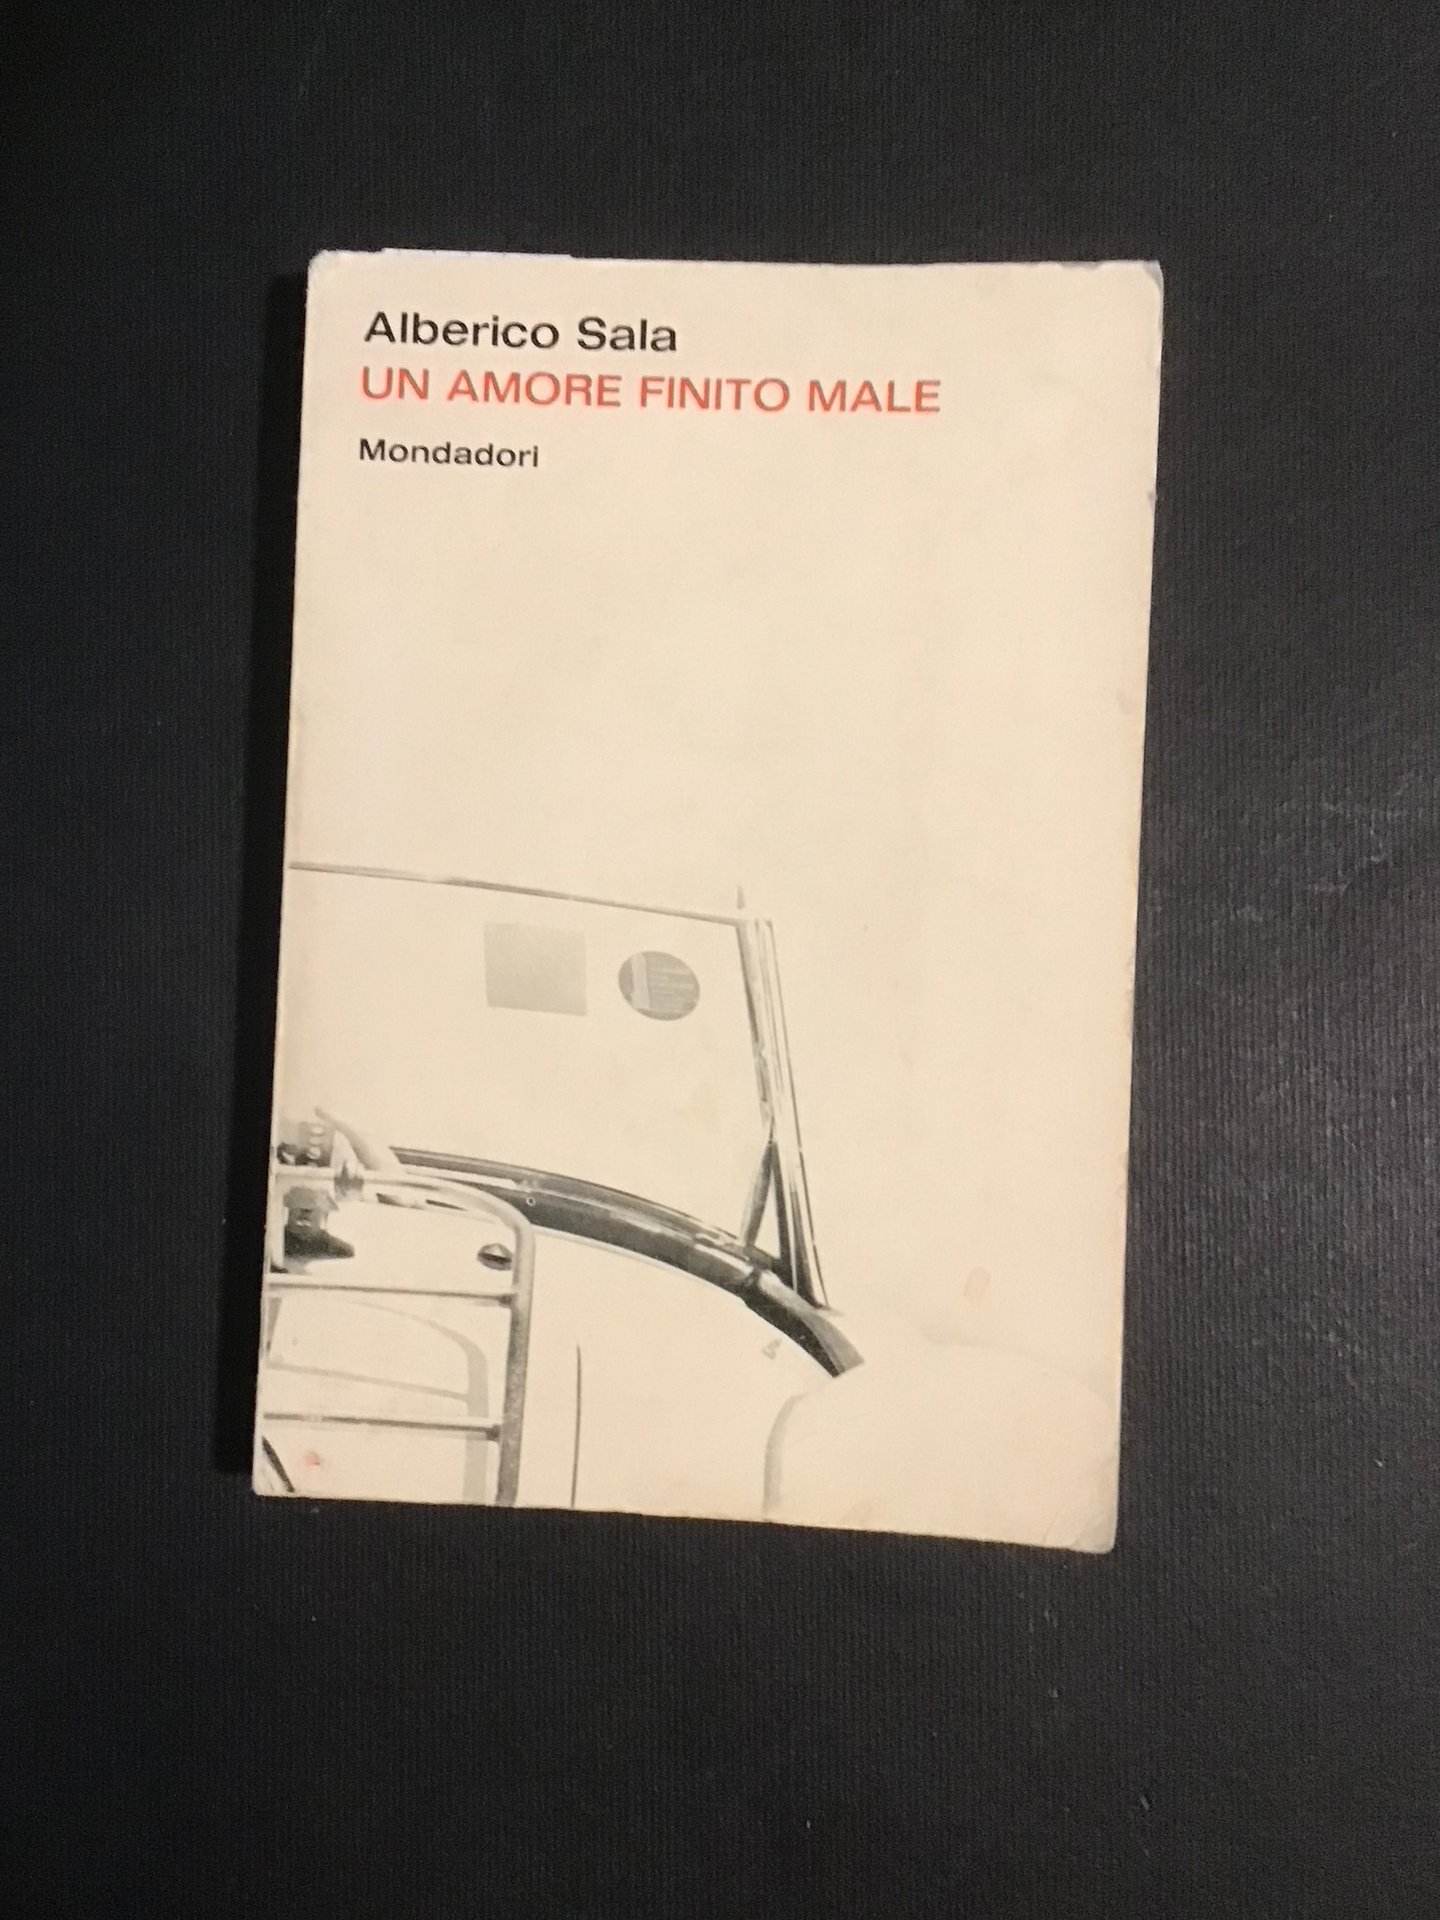 Alberico Sala
UN AMORE FINITO MALE
Mondadori